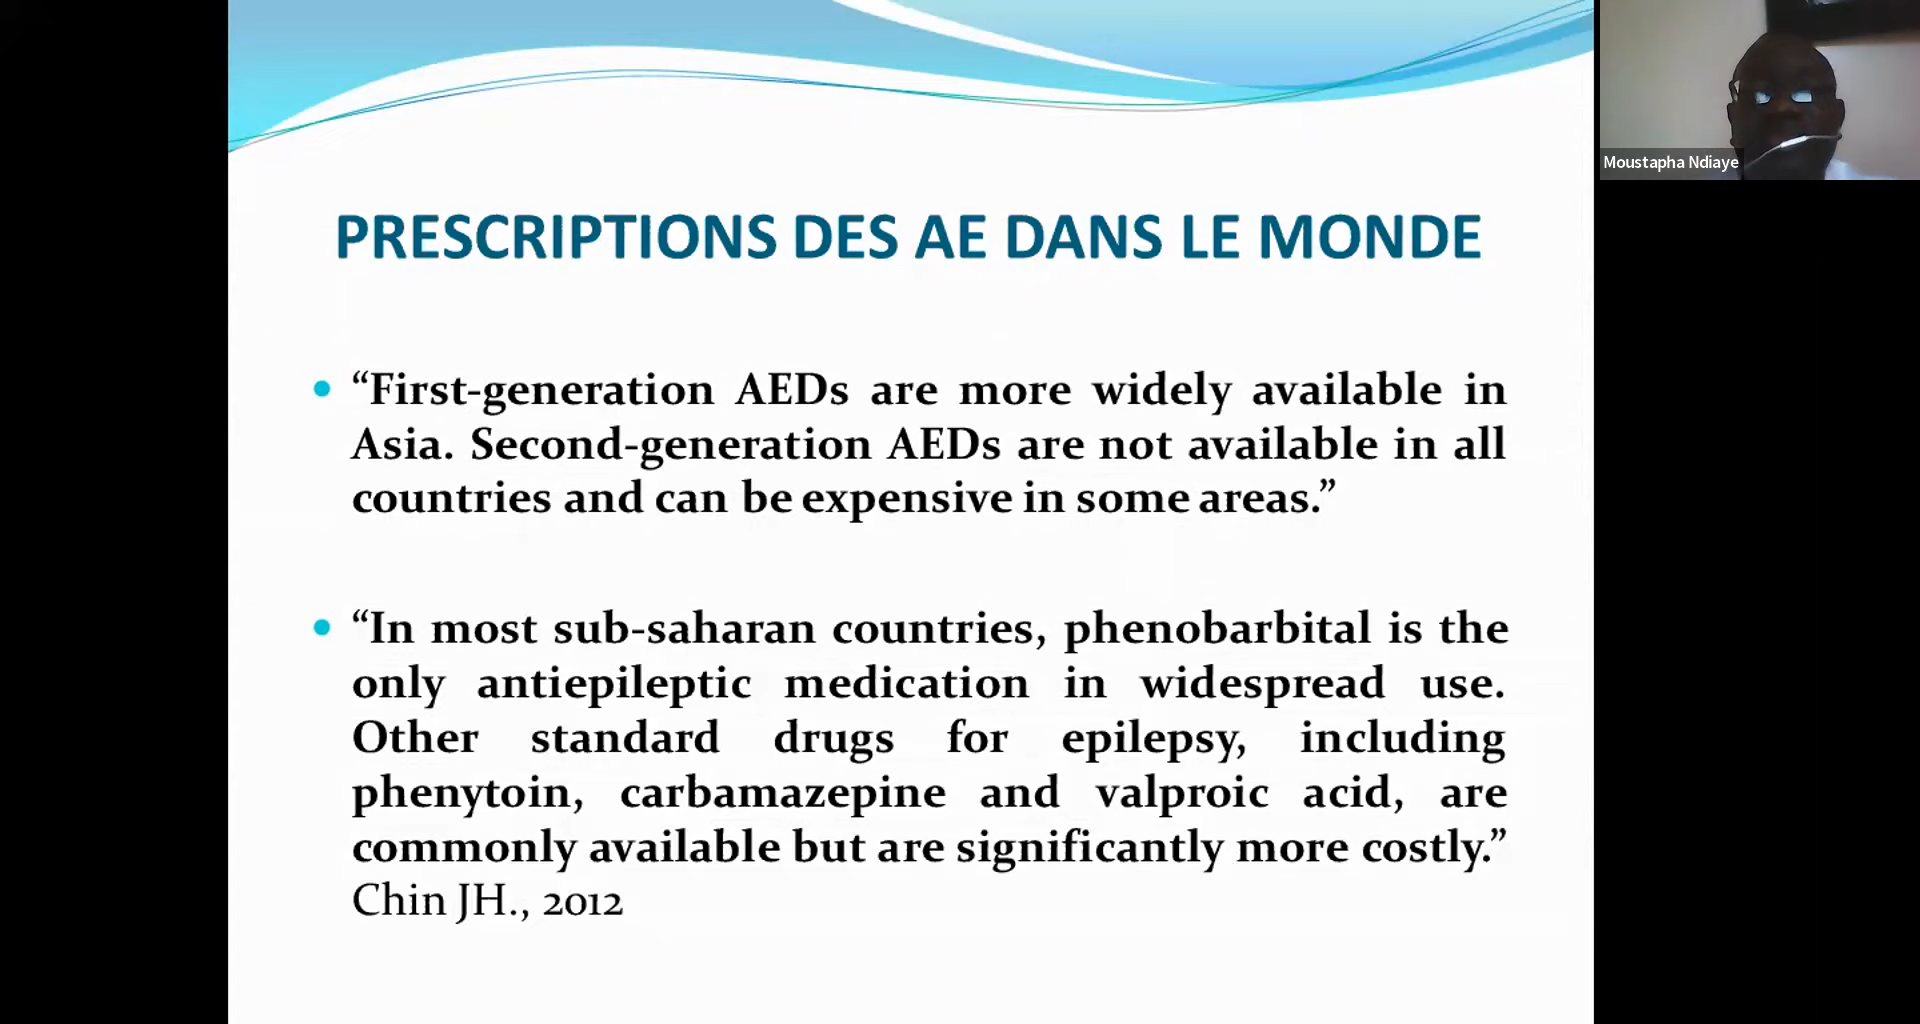 PRESCRIPTIONS DES AE DANS LE MONDE
Moustapha Ndiaye
• “First-generation AEDs are more widely available in
Asia. Second-generation AEDs are not available in all
countries and can be expensive in some areas.”
• “In most sub-saharan countries, phenobarbital is the
only antiepileptic medication in widespread use.
Other standard drugs for epilepsy, including
phenytoin, carbamazepine and valproic acid, are
commonly available but are significantly more costly.”
Chin JH., 2012